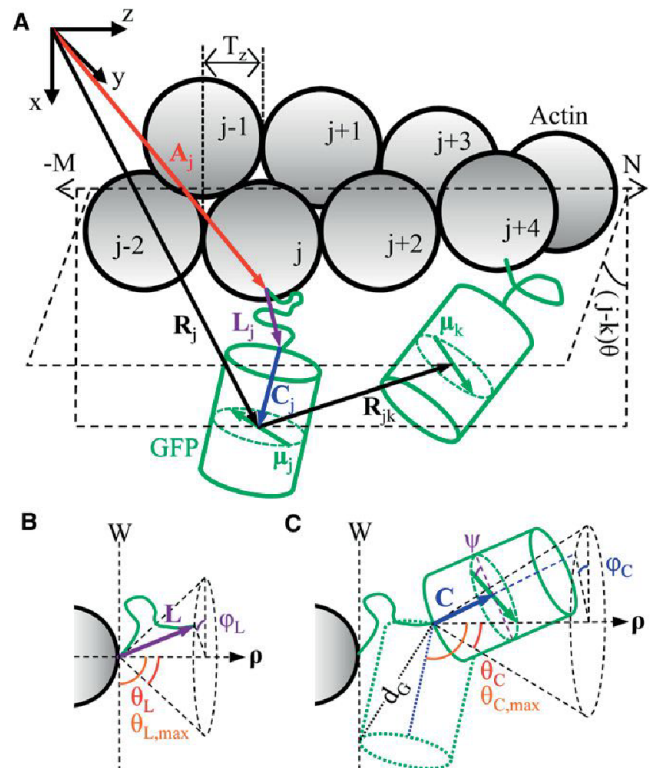 A
z
T_z
y
x
j-1
j+1
j+3
Actin
A_j
-M
N
j-2
j
j+2
j+4
(j-k)θ
R_j
L_j
μ_k
C_j
R_jk
GFP
μ_j
B
W
L
φ_L
ρ
θ_L
θ_L,max
C
W
ψ
C
φ_C
ρ
d_G
θ_C
θ_C,max